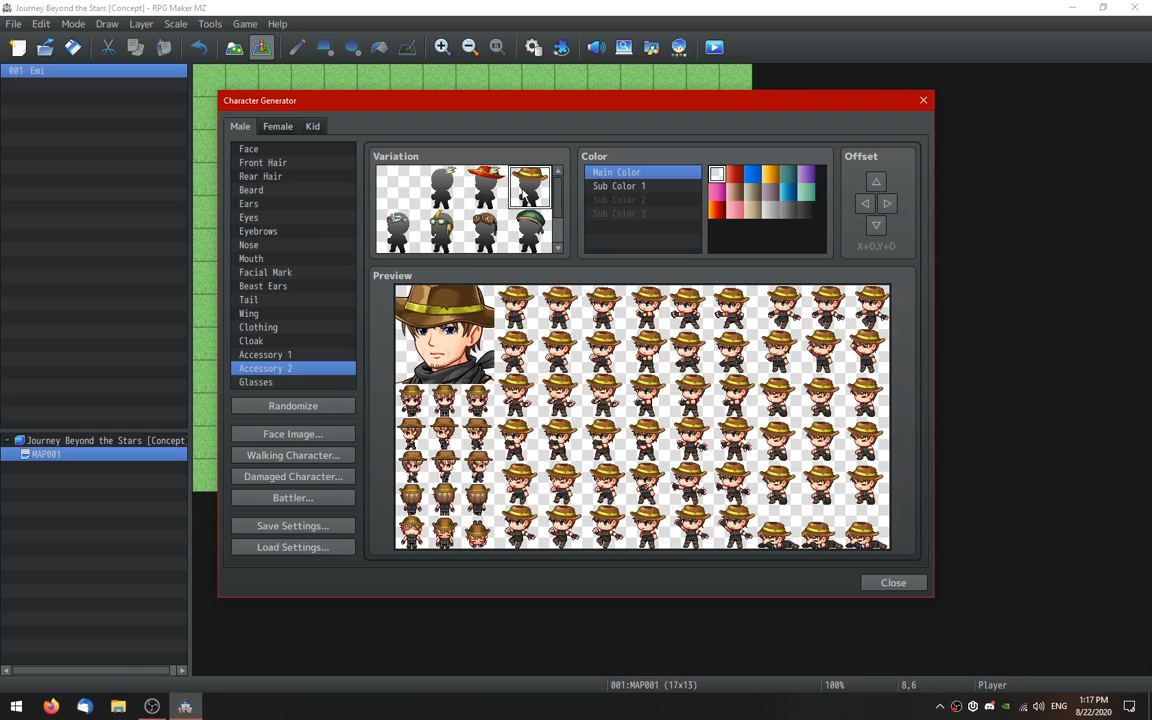 Journey Beyond the Stars [Concept] - RPG Maker MZ
File Edit Mode Draw Layer Scale Tools Game Help
001 Emi
Character Generator
Male Female Kid
Face
Front Hair
Rear Hair
Beard
Ears
Eyes
Eyebrows
Nose
Mouth
Facial Mark
Beast Ears
Tail
Wing
Clothing
Cloak
Accessory 1
Accessory 2
Glasses
Randomize
Face Image...
Walking Character...
Damaged Character...
Battler...
Save Settings...
Load Settings...
Variation
Color
Main Color
Sub Color 1
Sub Color 2
Sub Color 3
Offset
X+0,Y+0
Preview
Close
Journey Beyond the Stars [Concept
MAP001
001:MAP001 (17×13) 100% 8,6 Player
ENG
1:17 PM
8/22/2020